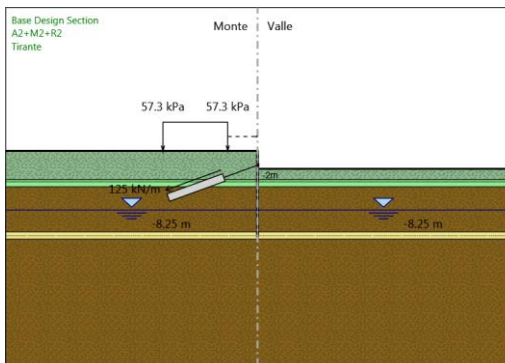 Base Design Section
A2+M2+R2
Tirante
Monte
Valle
57.3 kPa
57.3 kPa
-2m
125 kN/m
-8.25 m
-8.25 m